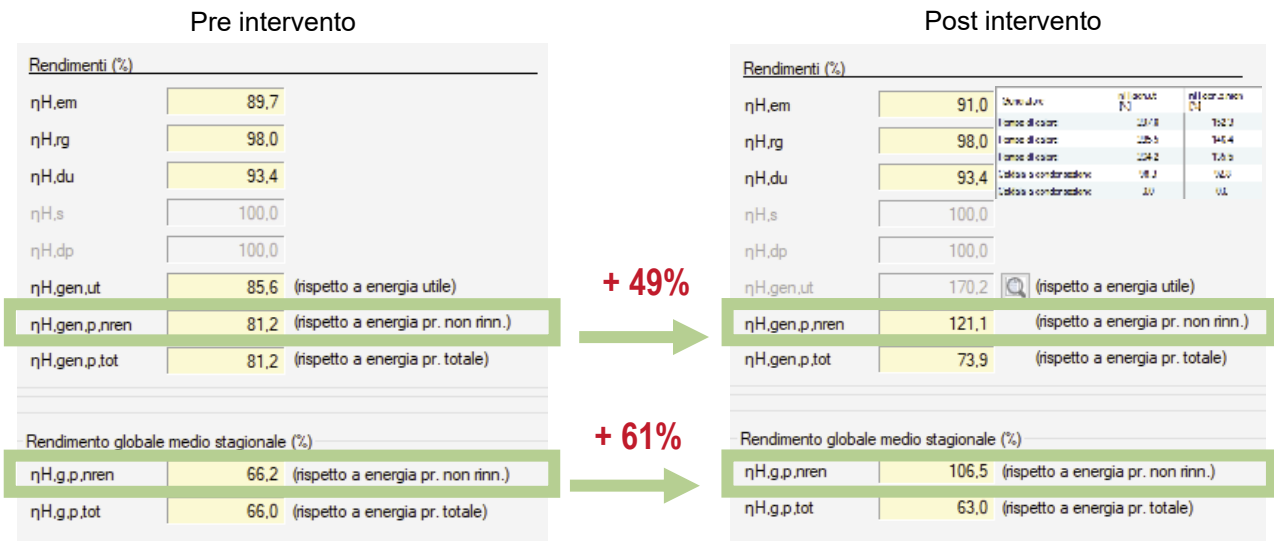 Pre intervento
Rendimenti (%)
ηH,em 89,7
ηH,rg 98,0
ηH,du 93,4
ηH,s 100,0
ηH,dp 100,0
ηH,gen,ut 85,6 (rispetto a energia utile)
ηH,gen,p,nren 81,2 (rispetto a energia pr. non rinn.)
ηH,gen,p,tot 81,2 (rispetto a energia pr. totale)
Rendimento globale medio stagionale (%)
ηH,g,p,nren 66,2 (rispetto a energia pr. non rinn.)
ηH,g,p,tot 66,0 (rispetto a energia pr. totale)
+ 49%
+ 61%
Post intervento
Rendimenti (%)
ηH,em 91,0
ηH,rg 98,0
ηH,du 93,4
ηH,s 100,0
ηH,dp 100,0
ηH,gen,ut 170,2 (rispetto a energia utile)
ηH,gen,p,nren 121,1 (rispetto a energia pr. non rinn.)
ηH,gen,p,tot 73,9 (rispetto a energia pr. totale)
Rendimento globale medio stagionale (%)
ηH,g,p,nren 106,5 (rispetto a energia pr. non rinn.)
ηH,g,p,tot 63,0 (rispetto a energia pr. totale)